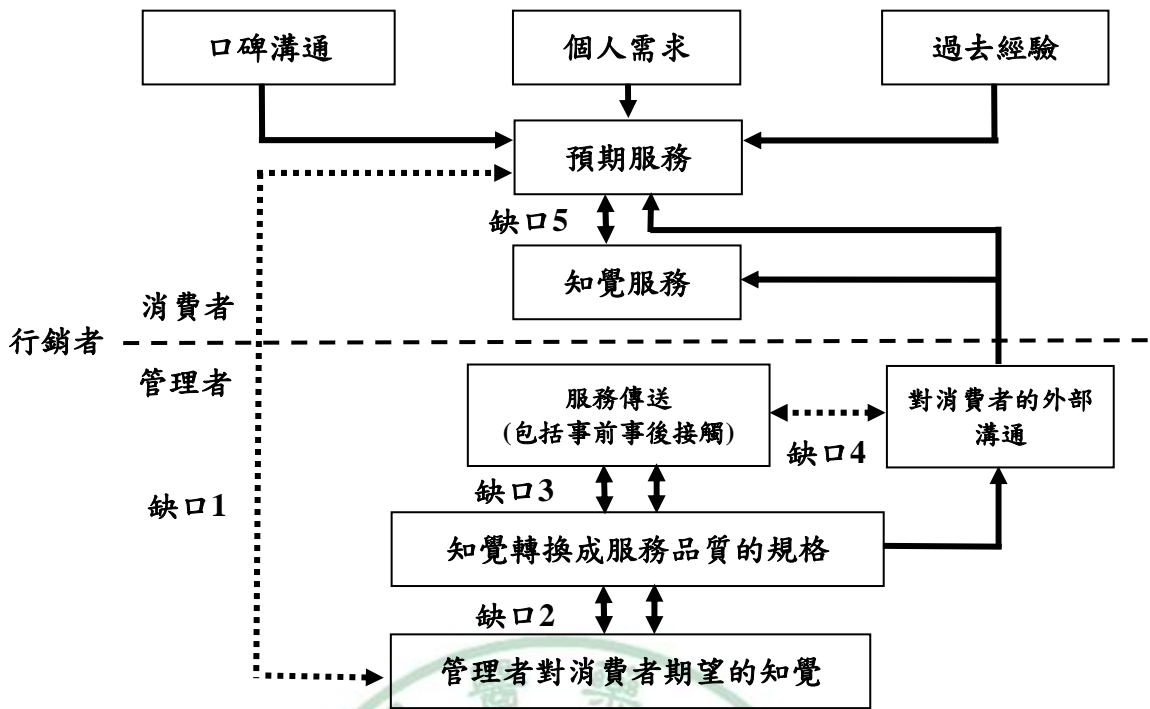 口碑溝通
個人需求
過去經驗
預期服務
缺口5
知覺服務
消費者
行銷者
管理者
服務傳送
(包括事前事後接觸)
對消費者的外部
溝通
缺口4
缺口3
缺口1
知覺轉換成服務品質的規格
缺口2
管理者對消費者期望的知覺
醫 藥